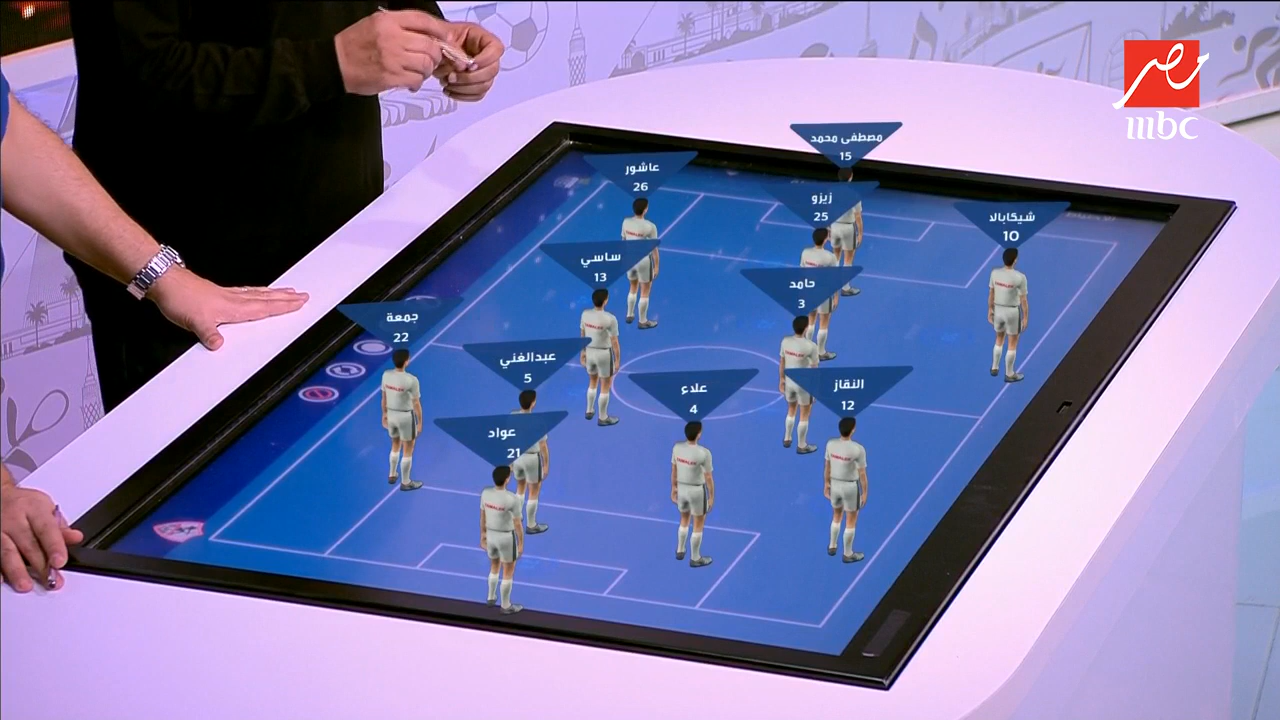 مصر
mbc
مصطفى محمد
15
عاشور
26
زيزو
25
شيكابالا
10
ساسي
13
حامد
3
جمعة
22
عبدالغني
5
علاء
4
النقاز
12
عواد
21